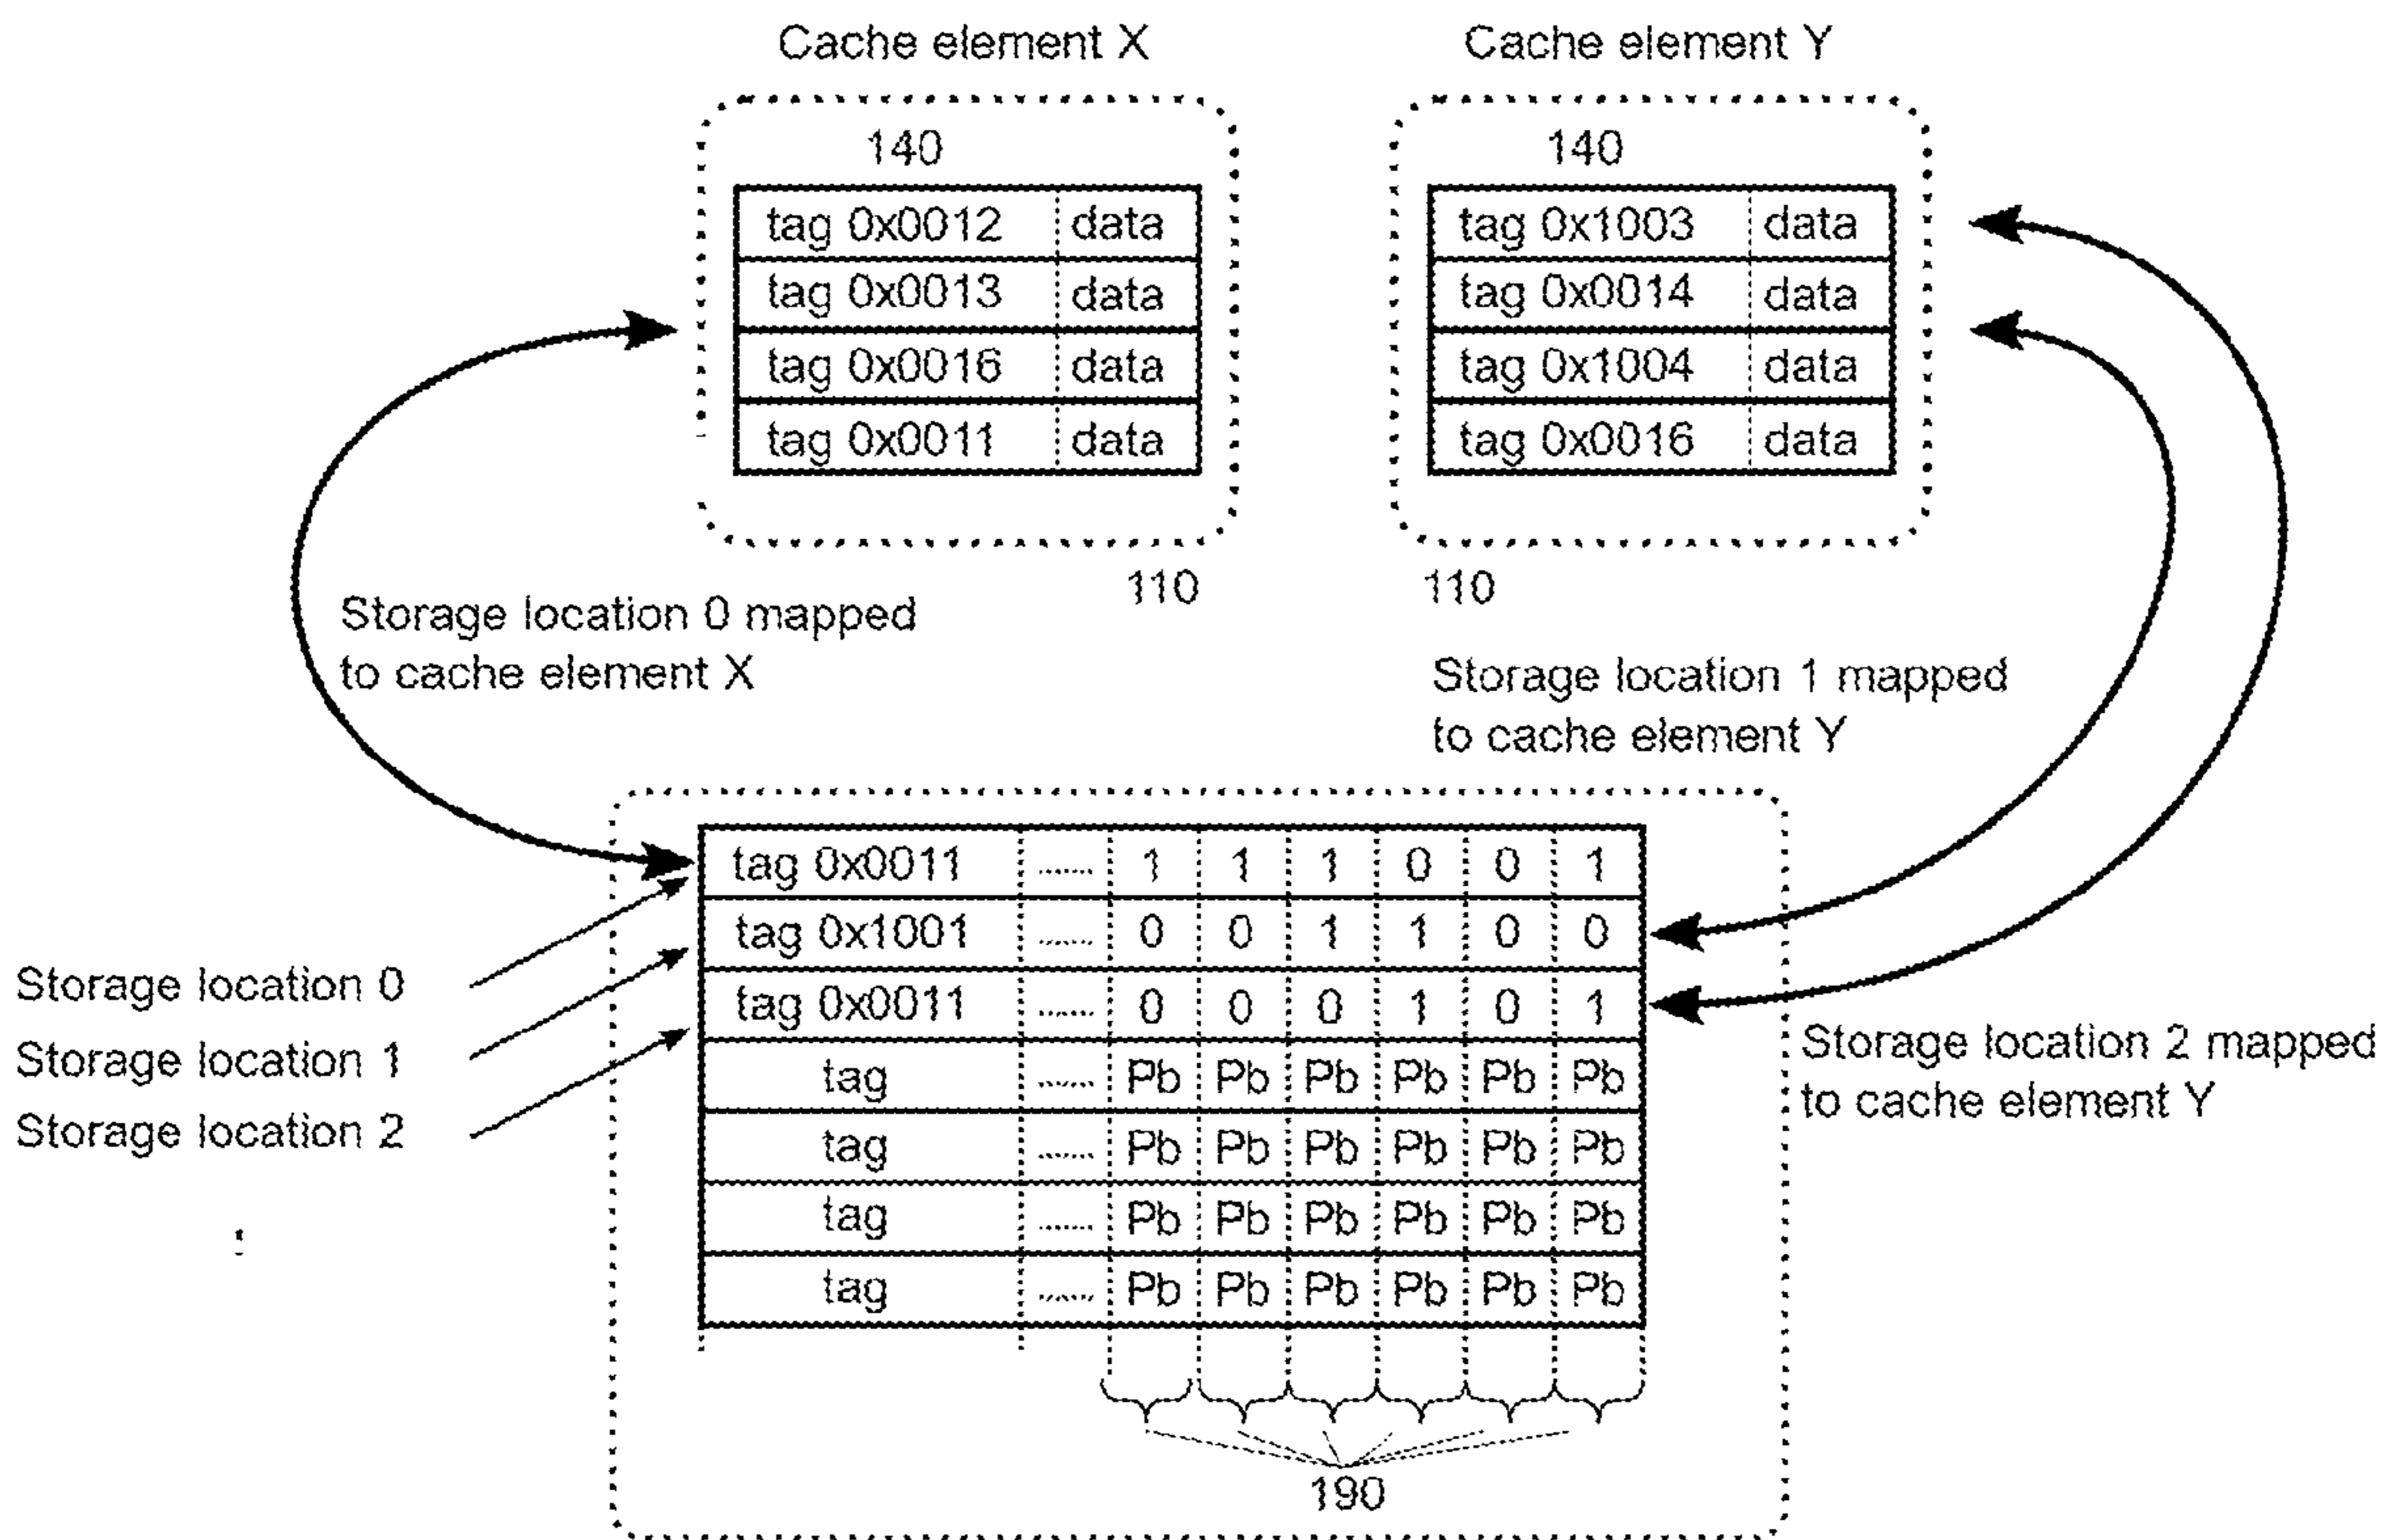 Cache element X
Cache element Y
140
140
tag 0x0012 data
tag 0x0013 data
tag 0x0016 data
tag 0x0011 data
tag 0x1003 data
tag 0x0014 data
tag 0x1004 data
tag 0x0016 data
110
110
Storage location 0 mapped
to cache element X
Storage location 1 mapped
to cache element Y
tag 0x0011 ...... 1 1 1 0 0 1
tag 0x1001 ...... 0 0 1 1 0 0
tag 0x0011 ...... 0 0 0 1 0 1
tag ...... Pb Pb Pb Pb Pb Pb
tag ...... Pb Pb Pb Pb Pb Pb
tag ...... Pb Pb Pb Pb Pb Pb
tag ...... Pb Pb Pb Pb Pb Pb
Storage location 0
Storage location 1
Storage location 2
Storage location 2 mapped
to cache element Y
190